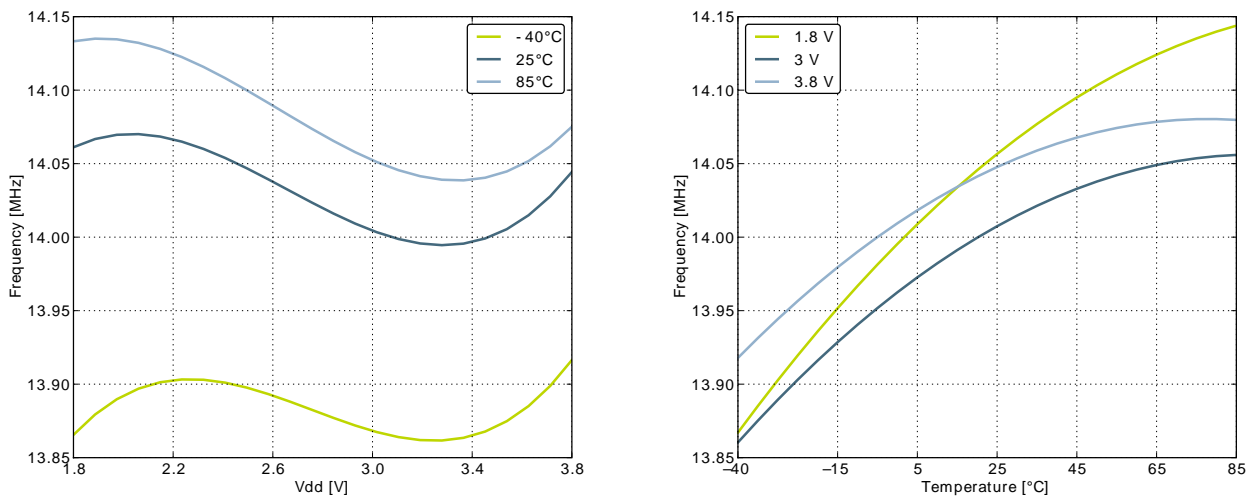 14.15
14.10
14.05
14.00
13.95
13.90
13.85
Frequency [MHz]
1.8 2.2 2.6 3.0 3.4 3.8
Vdd [V]
- 40°C
25°C
85°C
14.15
14.10
14.05
14.00
13.95
13.90
13.85
Frequency [MHz]
–40 –15 5 25 45 65 85
Temperature [°C]
1.8 V
3 V
3.8 V